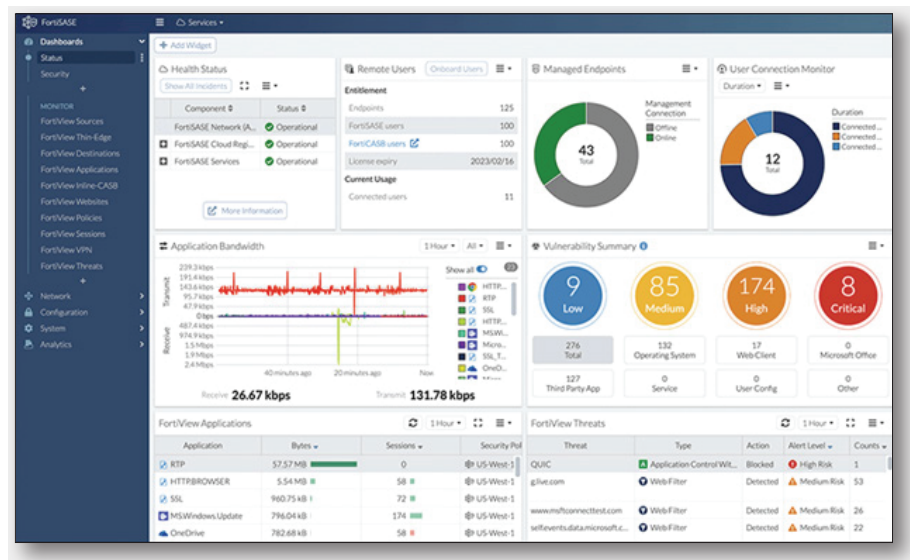 FortiSASE
Services
Dashboards
Status
Security
MONITOR
FortiView Sources
FortiView Thin-Edge
FortiView Destinations
FortiView Applications
FortiView Inline-CASB
FortiView Websites
FortiView Policies
FortiView Sessions
FortiView VPN
FortiView Threats
Network
Configuration
System
Analytics
+ Add Widget
Health Status
Show All Incidents
Component Status
FortiSASE Network (A... Operational
FortiSASE Cloud Regi... Operational
FortiSASE Services Operational
More Information
Remote Users Onboard Users
Entitlement
Endpoints 125
FortiSASE users 100
FortiCASB users 100
License expiry 2023/02/16
Current Usage
Connected users 11
Managed Endpoints
43
Total
Management
Connection
Offline
Online
User Connection Monitor
Duration
12
Total
Duration
Connected ...
Connected ...
Connected ...
Application Bandwidth
1 Hour All
Show all 23
Transmit
239.3 kbps
191.4 kbps
143.6 kbps
95.7 kbps
47.9 kbps
0 bps
Receive
487.4 kbps
974.9 kbps
1.5 Mbps
1.9 Mbps
2.4 Mbps
40 minutes ago 20 minutes ago Now
HTTP...
RTP
SSL
HTTP...
MS.Wi...
Micro...
SSL_T...
OneD...
Receive 26.67 kbps Transmit 131.78 kbps
Vulnerability Summary
9
Low
85
Medium
174
High
8
Critical
276
Total
132
Operating System
17
Web Client
0
Microsoft Office
127
Third Party App
0
Service
0
User Config
0
Other
FortiView Applications
1 Hour
Application Bytes Sessions Security Pol
RTP 57.57 MB 0 US-West-1
HTTP.BROWSER 5.54 MB 58 US-West-1
SSL 960.75 kB 72 US-West-1
MS.Windows.Update 796.04 kB 174 US-West-1
OneDrive 782.68 kB 58 US-West-1
FortiView Threats
1 Hour
Threat Type Action Alert Level Counts
QUIC Application Control Wit... Blocked High Risk 1
g.live.com Web Filter Detected Medium Risk 53
www.msftconnecttest.com Web Filter Detected Medium Risk 26
self.events.data.microsoft.c... Web Filter Detected Medium Risk 22